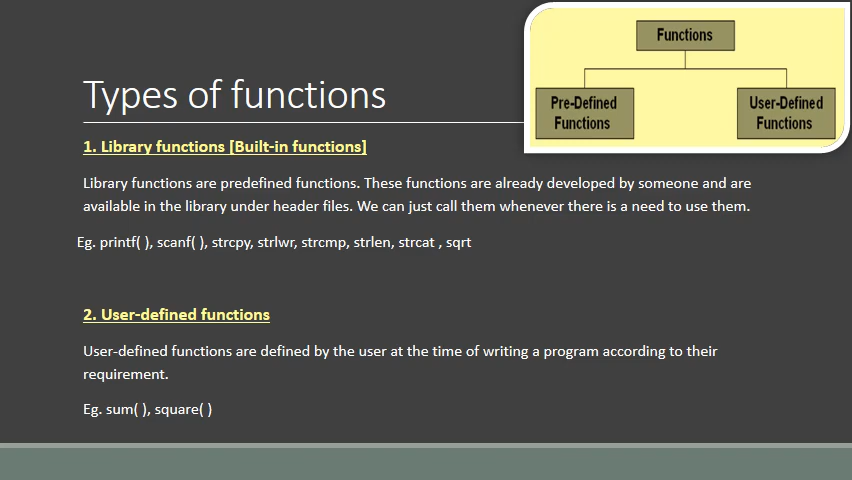 Functions
Pre-Defined
Functions
User-Defined
Functions
Types of functions
1. Library functions [Built-in functions]
Library functions are predefined functions. These functions are already developed by someone and are
available in the library under header files. We can just call them whenever there is a need to use them.
Eg. printf( ), scanf( ), strcpy, strlwr, strcmp, strlen, strcat , sqrt
2. User-defined functions
User-defined functions are defined by the user at the time of writing a program according to their
requirement.
Eg. sum( ), square( )